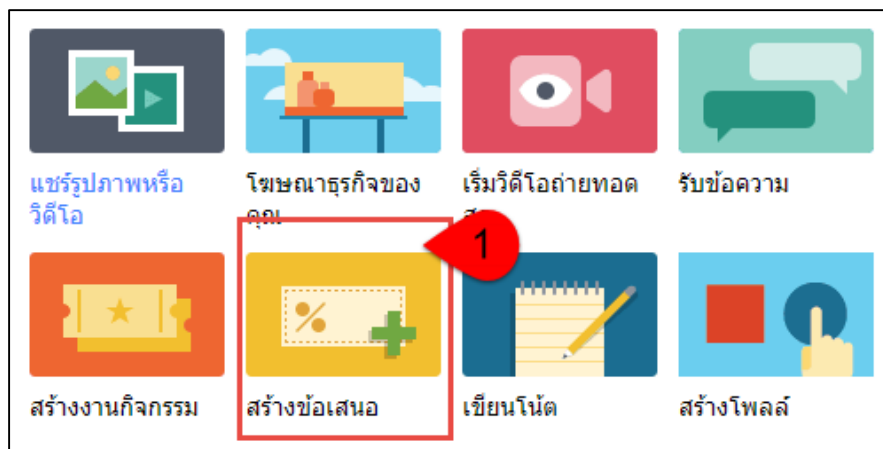 แชร์รูปภาพหรือ
วิดีโอ
โฆษณาธุรกิจของ
คุณ
เริ่มวิดีโอถ่ายทอด
รับข้อความ
1
%
สร้างงานกิจกรรม
สร้างข้อเสนอ
เขียนโน้ต
สร้างโพลล์